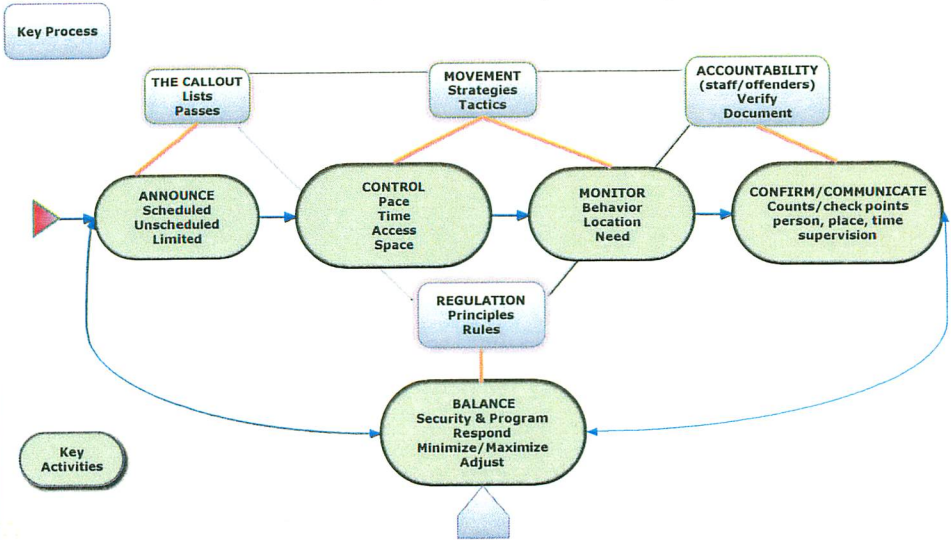 Key Process
THE CALLOUT
Lists
Passes
MOVEMENT
Strategies
Tactics
ACCOUNTABILITY
(staff/offenders)
Verify
Document
ANNOUNCE
Scheduled
Unscheduled
Limited
CONTROL
Pace
Time
Access
Space
MONITOR
Behavior
Location
Need
CONFIRM/COMMUNICATE
Counts/check points
person, place, time
supervision
REGULATION
Principles
Rules
BALANCE
Security & Program
Respond
Minimize/Maximize
Adjust
Key
Activities